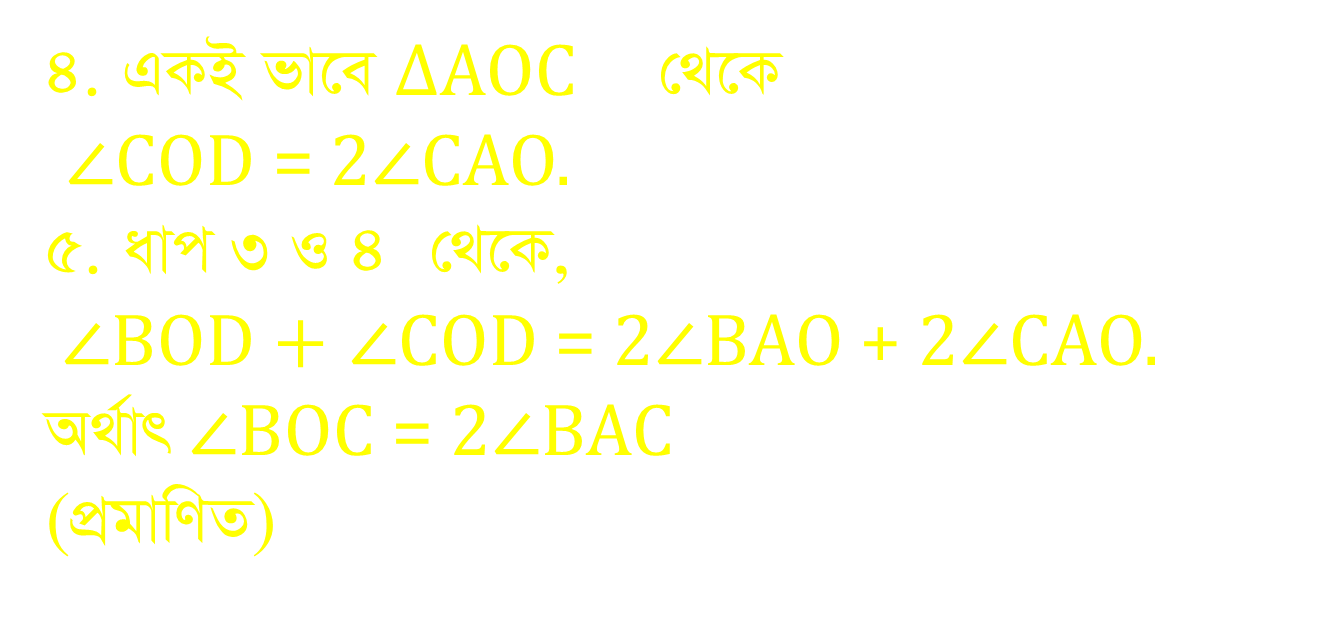 ৪. একই ভাবে ΔAOC থেকে
∠COD = 2∠CAO.
৫. ধাপ ৩ ও ৪ থেকে,
∠BOD + ∠COD = 2∠BAO + 2∠CAO.
অর্থাৎ ∠BOC = 2∠BAC
(প্রমাণিত)